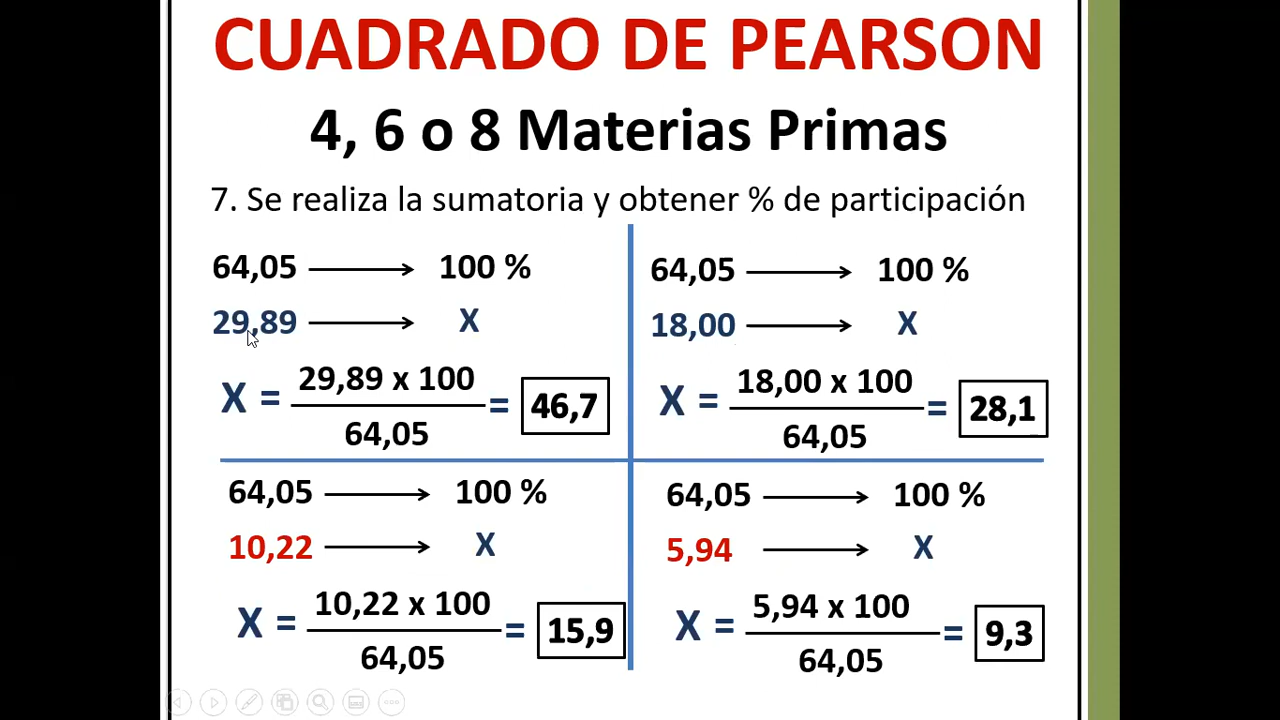 CUADRADO DE PEARSON
4, 6 o 8 Materias Primas
7. Se realiza la sumatoria y obtener % de participación
64,05 → 100 %
29,89 → X
X = 29,89 x 100 / 64,05 = 46,7
64,05 → 100 %
18,00 → X
X = 18,00 x 100 / 64,05 = 28,1
64,05 → 100 %
10,22 → X
X = 10,22 x 100 / 64,05 = 15,9
64,05 → 100 %
5,94 → X
X = 5,94 x 100 / 64,05 = 9,3